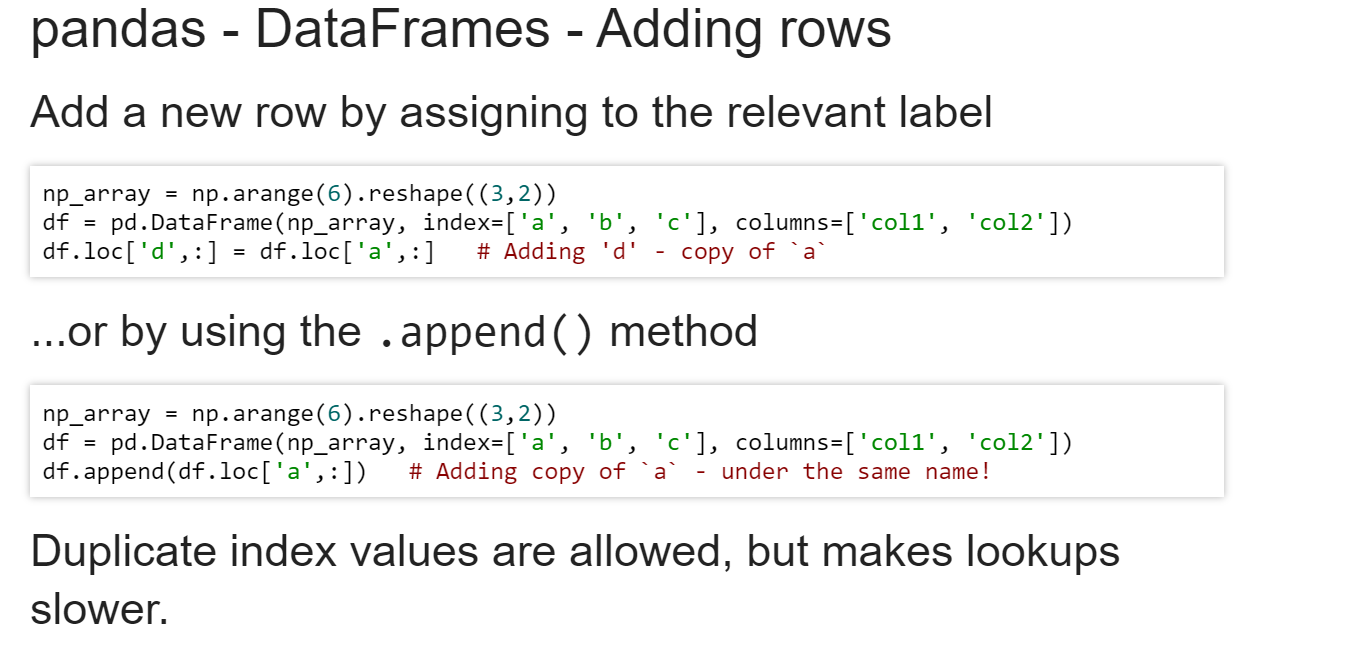 pandas - DataFrames - Adding rows
Add a new row by assigning to the relevant label
np_array = np.arange(6).reshape((3,2))
df = pd.DataFrame(np_array, index=['a', 'b', 'c'], columns=['col1', 'col2'])
df.loc['d',:] = df.loc['a',:]   # Adding 'd' - copy of `a`
...or by using the .append() method
np_array = np.arange(6).reshape((3,2))
df = pd.DataFrame(np_array, index=['a', 'b', 'c'], columns=['col1', 'col2'])
df.append(df.loc['a',:])   # Adding copy of `a` - under the same name!
Duplicate index values are allowed, but makes lookups
slower.